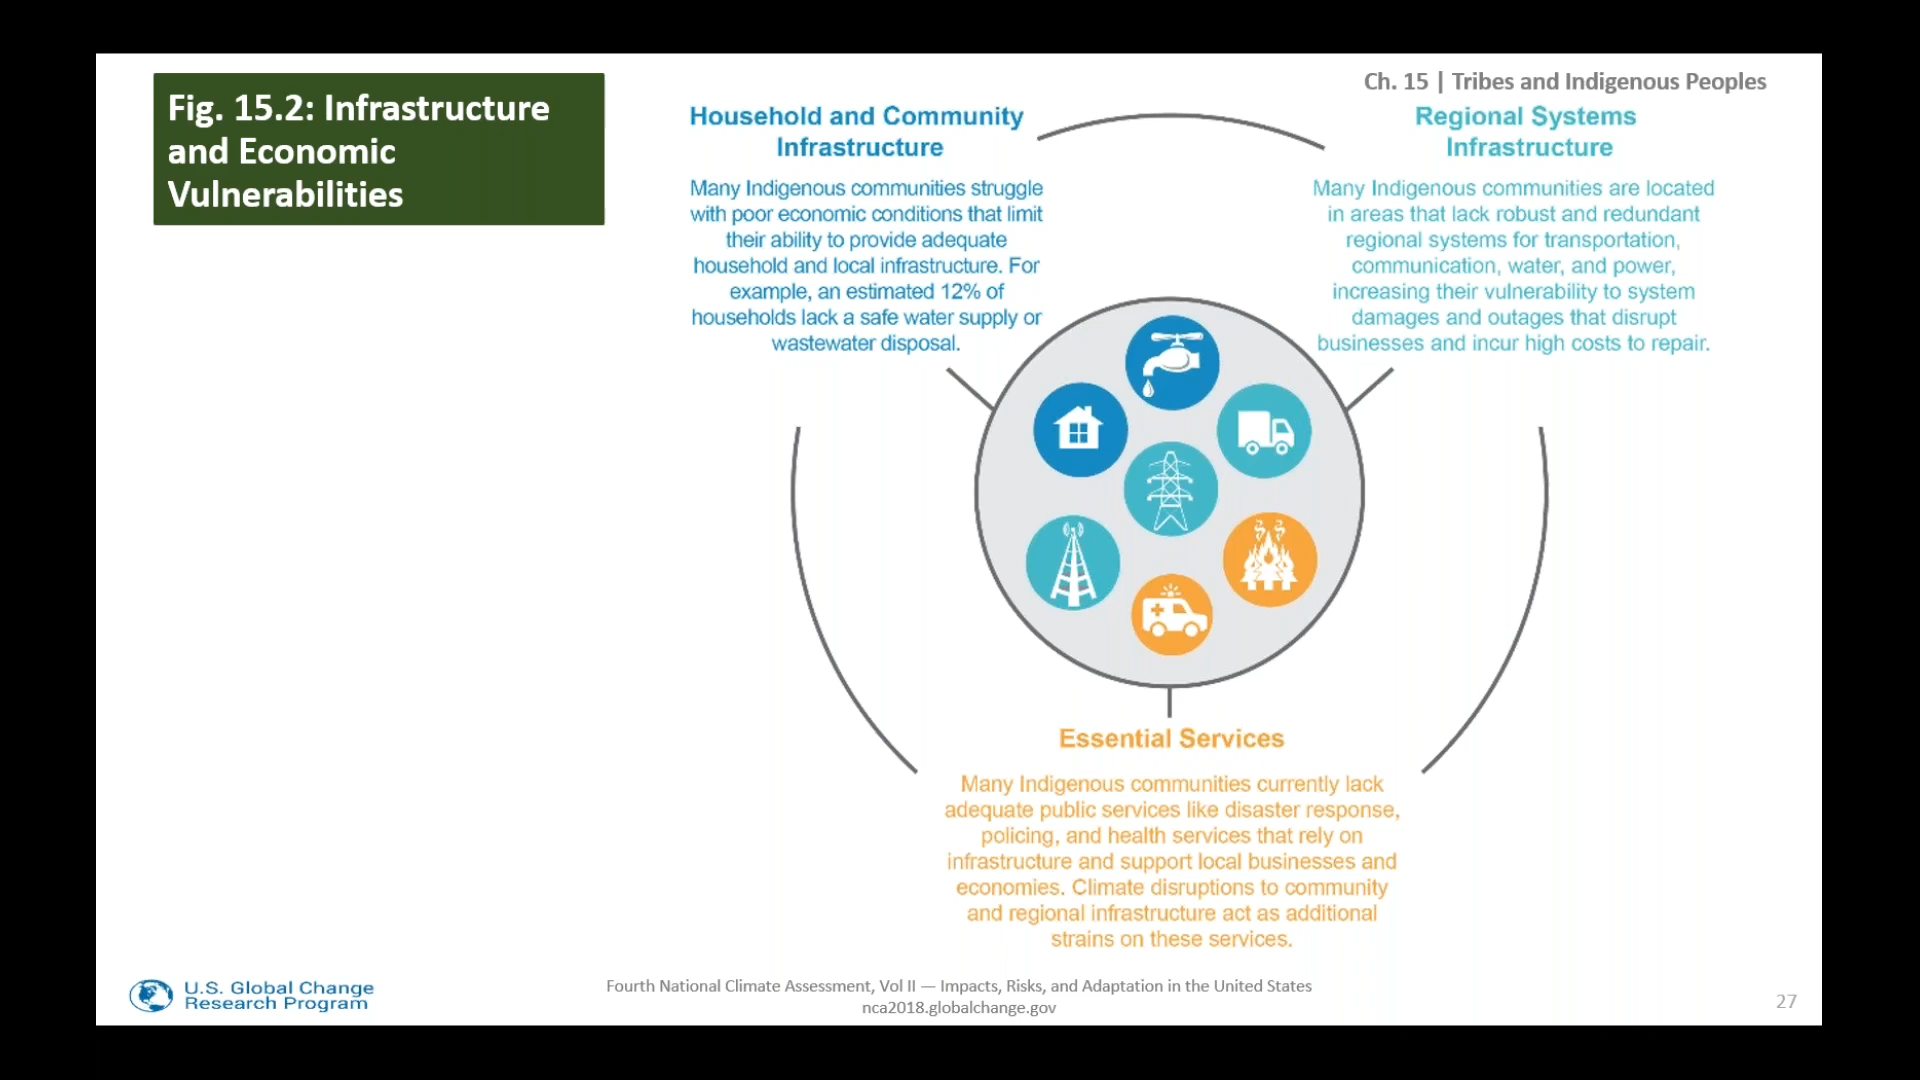 Fig. 15.2: Infrastructure
and Economic
Vulnerabilities
Ch. 15 | Tribes and Indigenous Peoples
Household and Community
Infrastructure
Many Indigenous communities struggle
with poor economic conditions that limit
their ability to provide adequate
household and local infrastructure. For
example, an estimated 12% of
households lack a safe water supply or
wastewater disposal.
Regional Systems
Infrastructure
Many Indigenous communities are located
in areas that lack robust and redundant
regional systems for transportation,
communication, water, and power,
increasing their vulnerability to system
damages and outages that disrupt
businesses and incur high costs to repair.
Essential Services
Many Indigenous communities currently lack
adequate public services like disaster response,
policing, and health services that rely on
infrastructure and support local businesses and
economies. Climate disruptions to community
and regional infrastructure act as additional
strains on these services.
U.S. Global Change
Research Program
Fourth National Climate Assessment, Vol II — Impacts, Risks, and Adaptation in the United States
nca2018.globalchange.gov
27